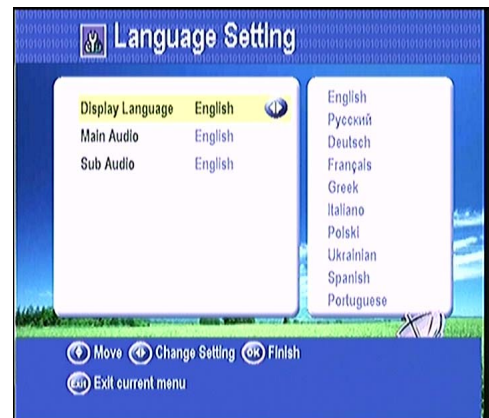 Language Setting
Display Language English
Main Audio English
Sub Audio English
English
Русский
Deutsch
Français
Greek
Italiano
Polski
Ukrainian
Spanish
Portuguese
Move Change Setting OK Finish
EXIT Exit current menu